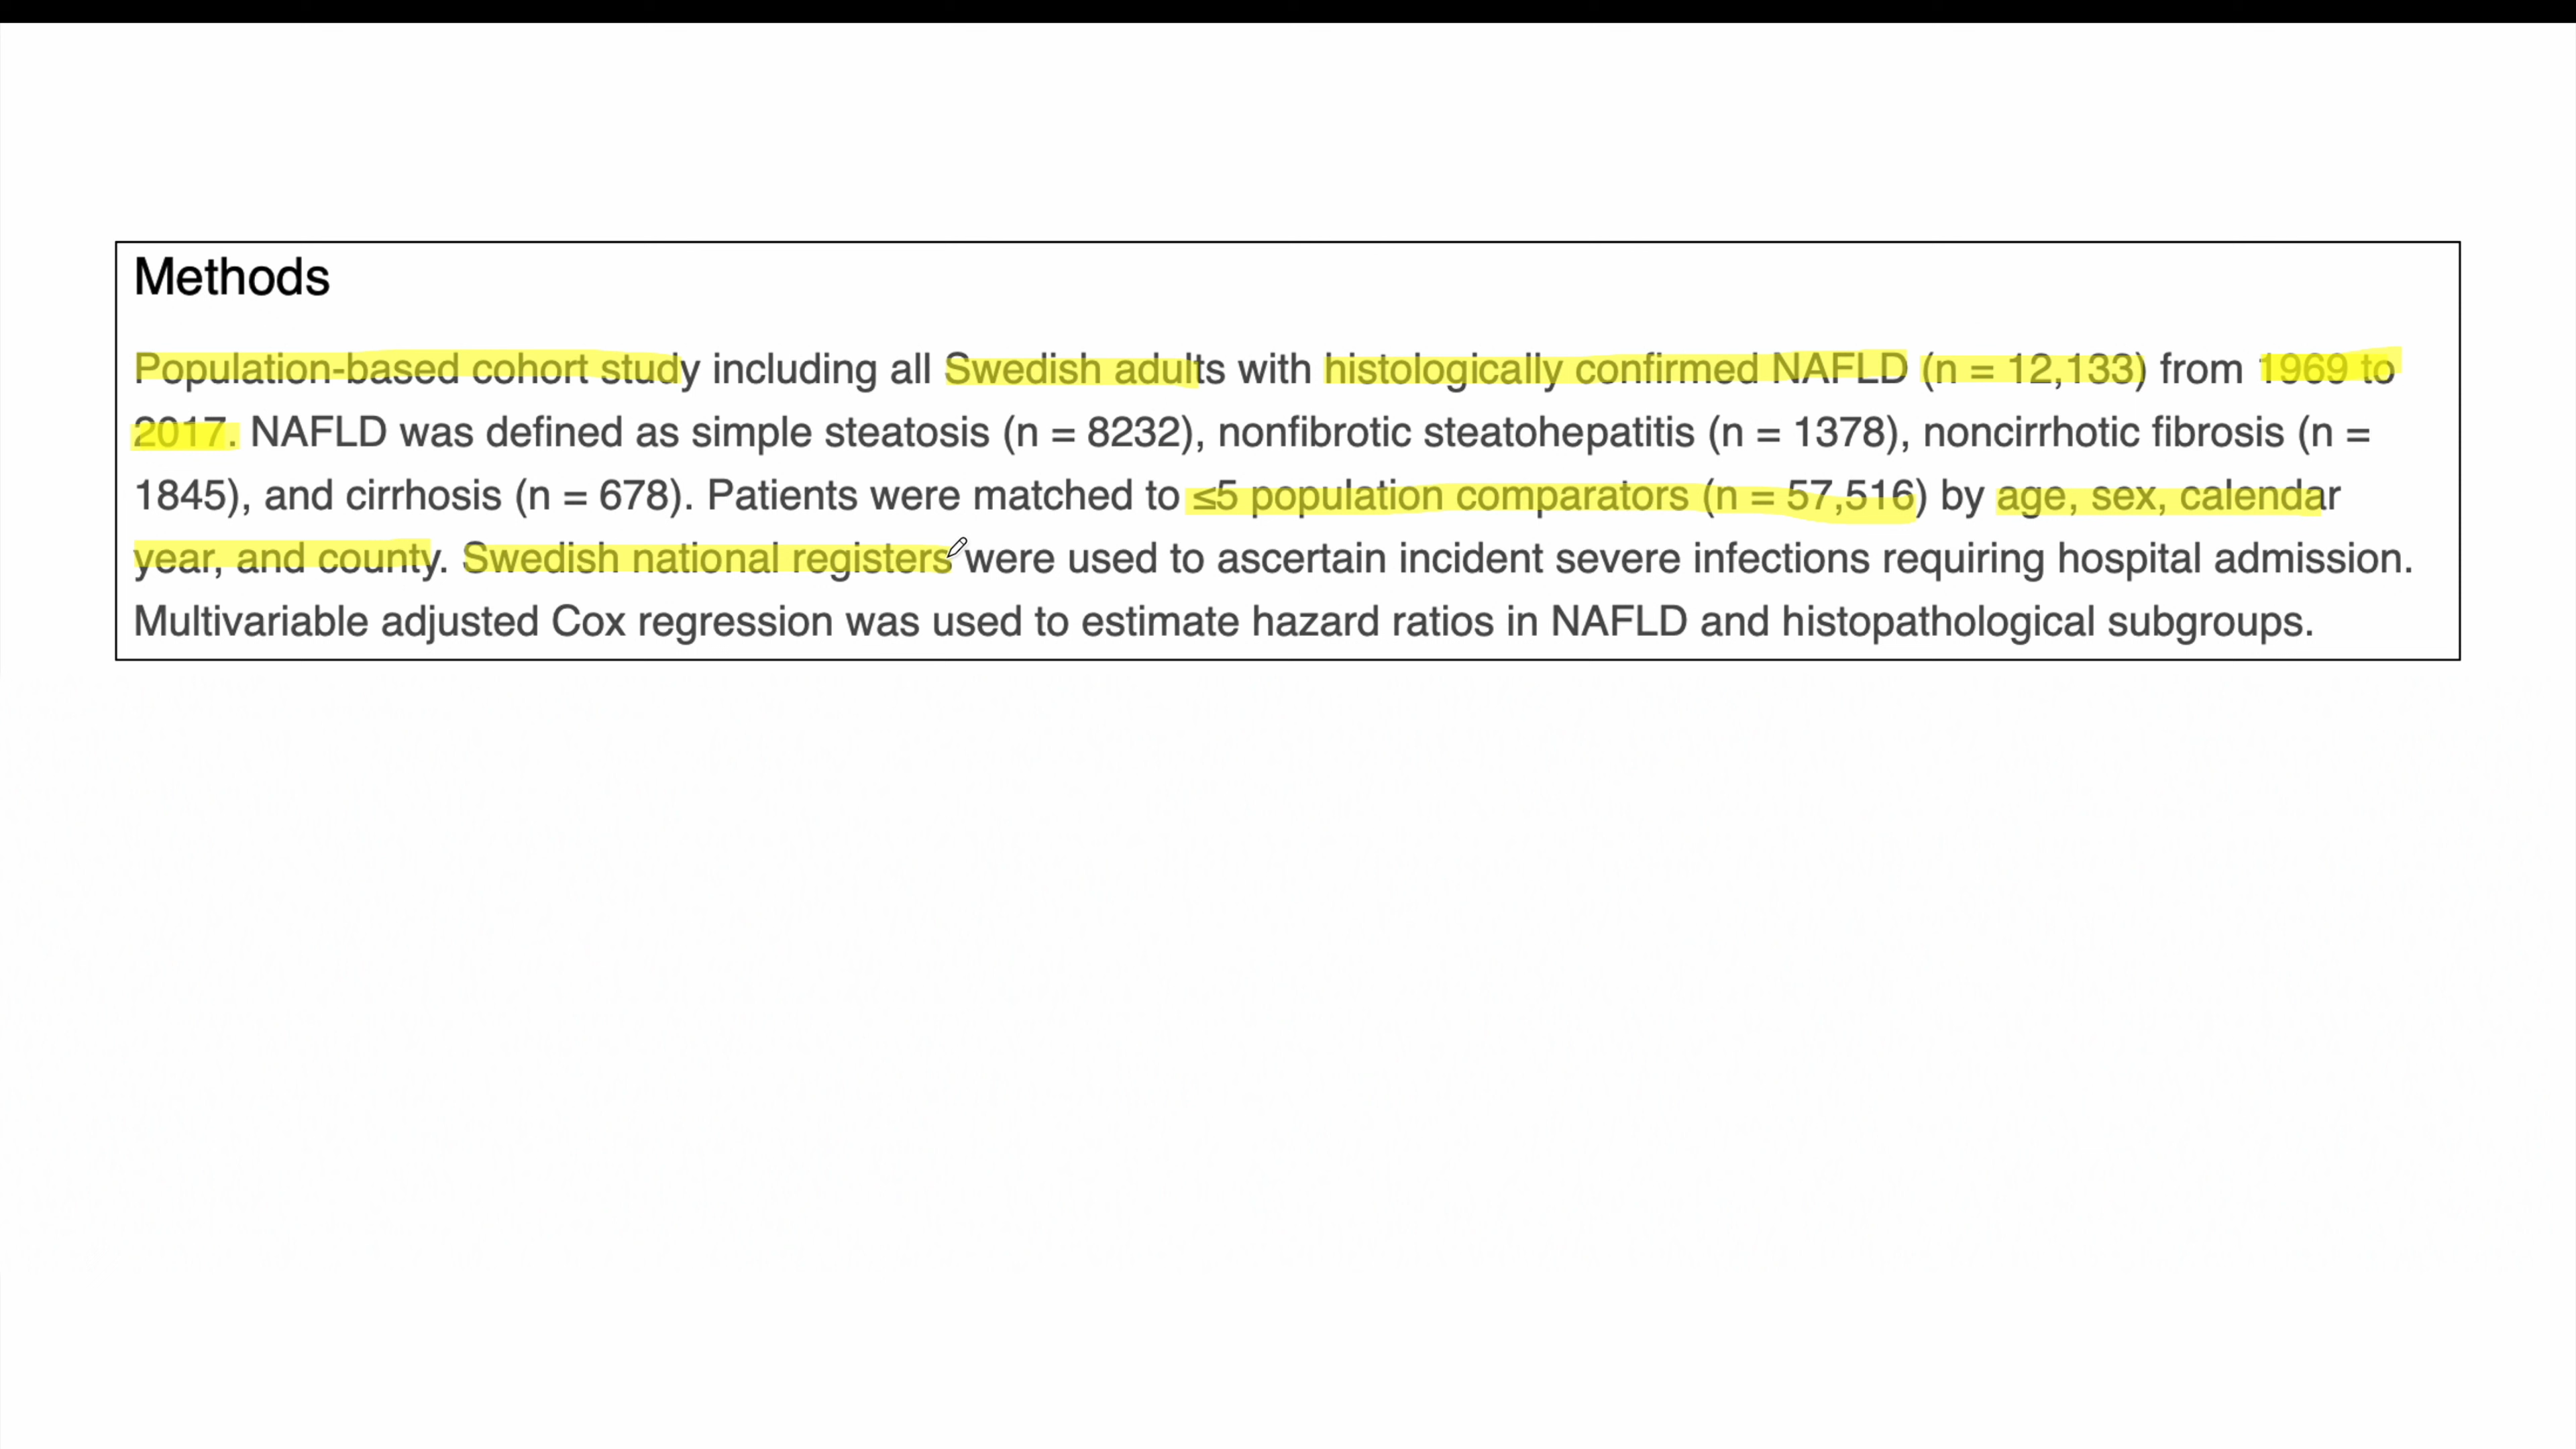 Methods
Population-based cohort study including all Swedish adults with histologically confirmed NAFLD (n = 12,133) from 1969 to
2017. NAFLD was defined as simple steatosis (n = 8232), nonfibrotic steatohepatitis (n = 1378), noncirrhotic fibrosis (n =
1845), and cirrhosis (n = 678). Patients were matched to ≤5 population comparators (n = 57,516) by age, sex, calendar
year, and county. Swedish national registers were used to ascertain incident severe infections requiring hospital admission.
Multivariable adjusted Cox regression was used to estimate hazard ratios in NAFLD and histopathological subgroups.